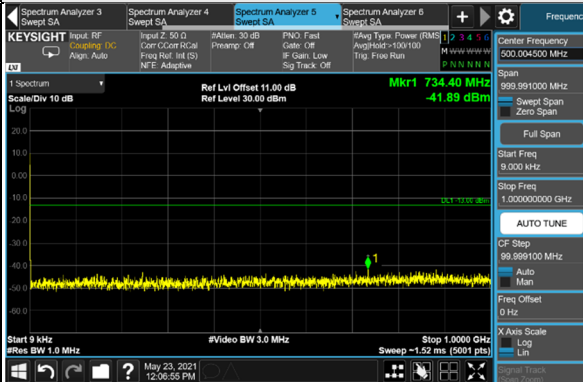 Spectrum Analyzer 3
Swept SA
Spectrum Analyzer 4
Swept SA
Spectrum Analyzer 5
Swept SA
Spectrum Analyzer 6
Swept SA
+
Frequency
KEYSIGHT
Input: RF
Coupling: DC
Align: Auto
Input Z: 50 Ω
Corr CCorr RCal
Freq Ref: Int (S)
NFE: Adaptive
#Atten: 30 dB
Preamp: Off
PNO: Fast
Gate: Off
IF Gain: Low
Sig Track: Off
#Avg Type: Power (RMS
Avg|Hold:>100/100
Trig: Free Run
1 2 3 4 5 6
M W W W W W
P N N N N N
LXI
1 Spectrum
Scale/Div 10 dB
Log
Ref Lvl Offset 11.00 dB
Ref Level 30.00 dBm
Mkr1 734.40 MHz
-41.89 dBm
20.0
10.0
0.00
-10.0
-20.0
-30.0
-40.0
-50.0
-60.0
DL1 -13.00 dBm
1
Start 9 kHz
#Res BW 1.0 MHz
#Video BW 3.0 MHz
Stop 1.0000 GHz
Sweep ~1.52 ms (5001 pts)
May 23, 2021
12:06:55 PM
?
Center Frequency
500.004500 MHz
Span
999.991000 MHz
Swept Span
Zero Span
Full Span
Start Freq
9.000 kHz
Stop Freq
1.000000000 GHz
AUTO TUNE
CF Step
99.999100 MHz
Auto
Man
Freq Offset
0 Hz
X Axis Scale
Log
Lin
Signal Track
(Span Zoom)